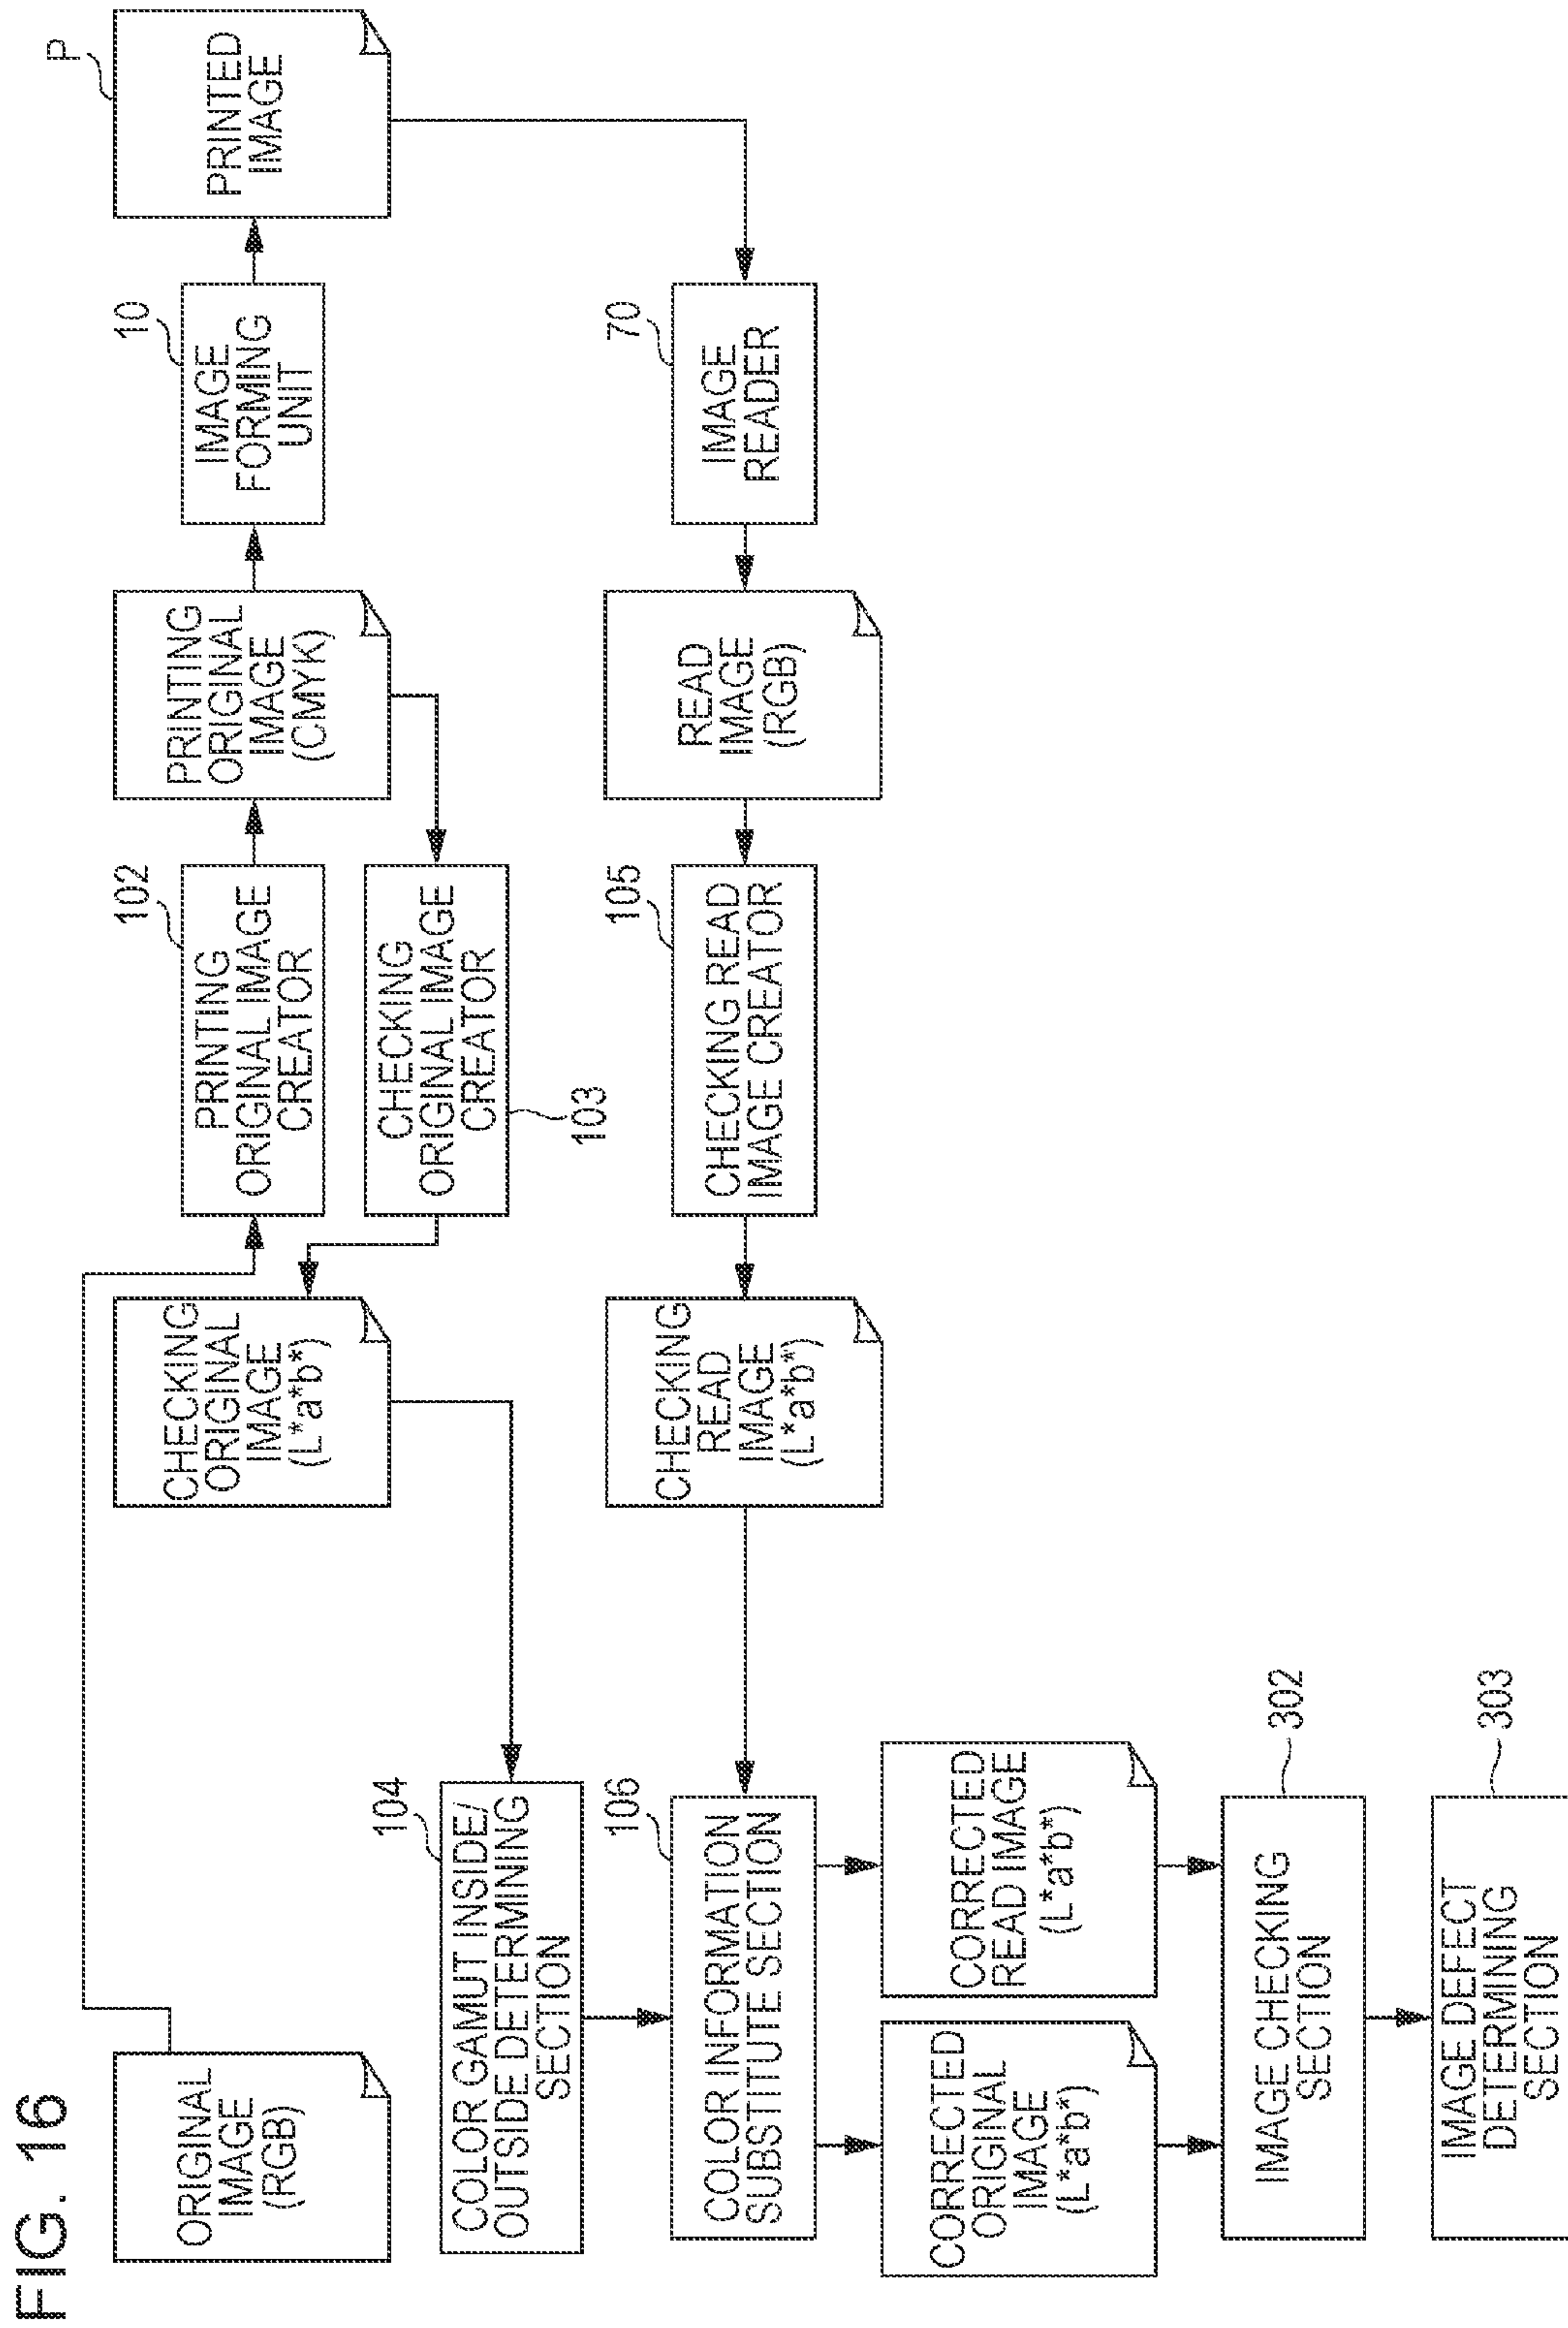 FIG. 16
ORIGINAL
IMAGE
(RGB)
CHECKING
ORIGINAL
IMAGE
(L*a*b*)
102
PRINTING
ORIGINAL IMAGE
CREATOR
PRINTING
ORIGINAL
IMAGE
(CMYK)
10
IMAGE
FORMING
UNIT
P
PRINTED
IMAGE
CHECKING
ORIGINAL IMAGE
CREATOR
103
104
COLOR GAMUT INSIDE/
OUTSIDE DETERMINING
SECTION
106
COLOR INFORMATION
SUBSTITUTE SECTION
CHECKING
READ
IMAGE
(L*a*b*)
105
CHECKING READ
IMAGE CREATOR
READ
IMAGE
(RGB)
70
IMAGE
READER
CORRECTED
ORIGINAL
IMAGE
(L*a*b*)
CORRECTED
READ IMAGE
(L*a*b*)
IMAGE CHECKING
SECTION
302
IMAGE DEFECT
DETERMINING
SECTION
303